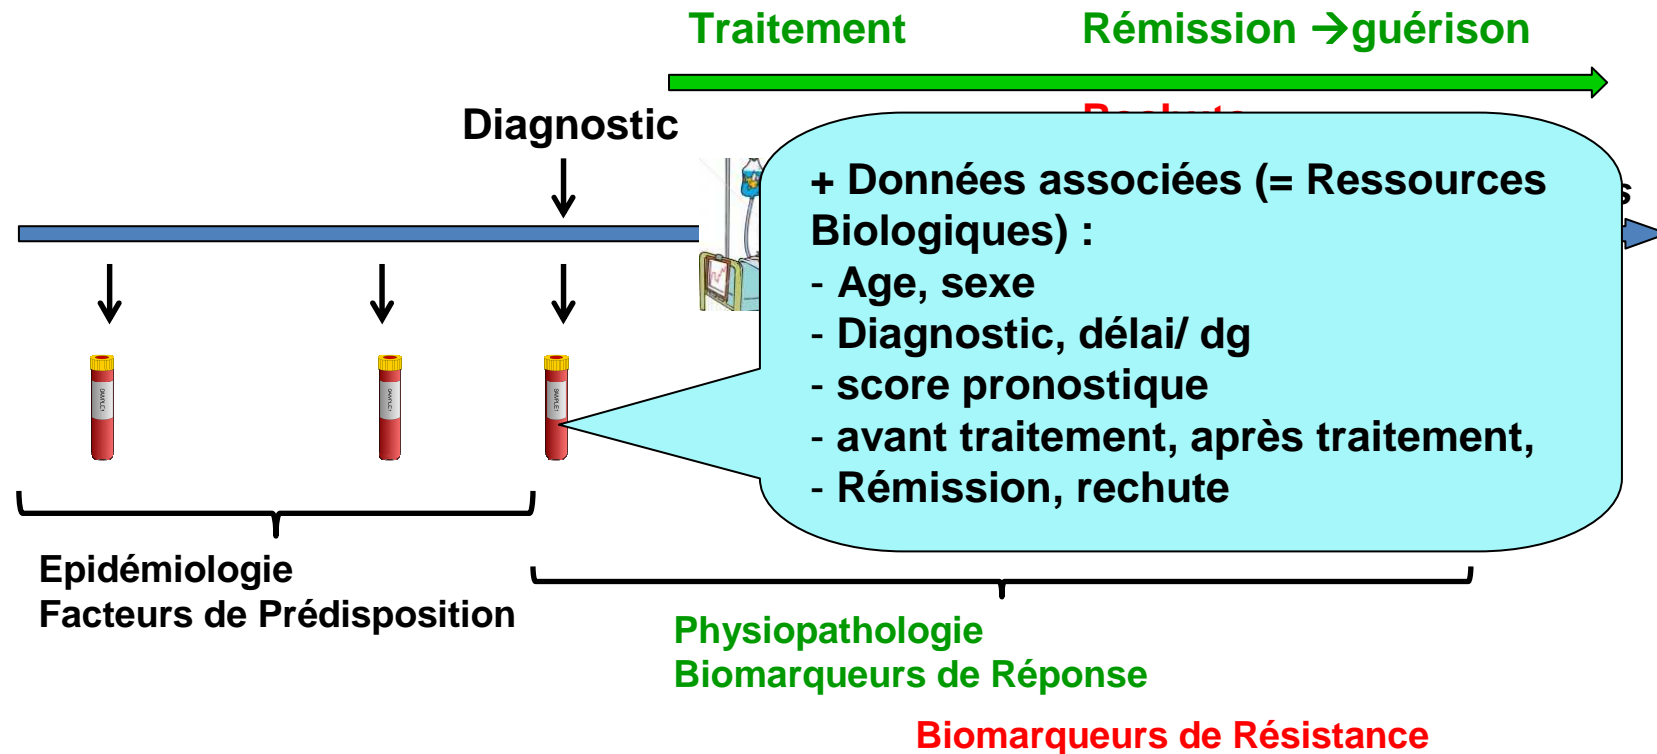 Traitement
Rémission →guérison
Diagnostic
+ Données associées (= Ressources
Biologiques) :
- Age, sexe
- Diagnostic, délai/ dg
- score pronostique
- avant traitement, après traitement,
- Rémission, rechute
Epidémiologie
Facteurs de Prédisposition
Physiopathologie
Biomarqueurs de Réponse
Biomarqueurs de Résistance